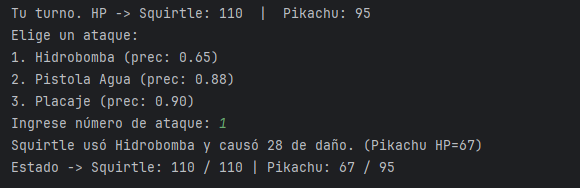 Tu turno. HP -> Squirtle: 110  |  Pikachu: 95
Elige un ataque:
1. Hidrobomba (prec: 0.65)
2. Pistola Agua (prec: 0.88)
3. Placaje (prec: 0.90)
Ingrese número de ataque: 1
Squirtle usó Hidrobomba y causó 28 de daño. (Pikachu HP=67)
Estado -> Squirtle: 110 / 110 | Pikachu: 67 / 95